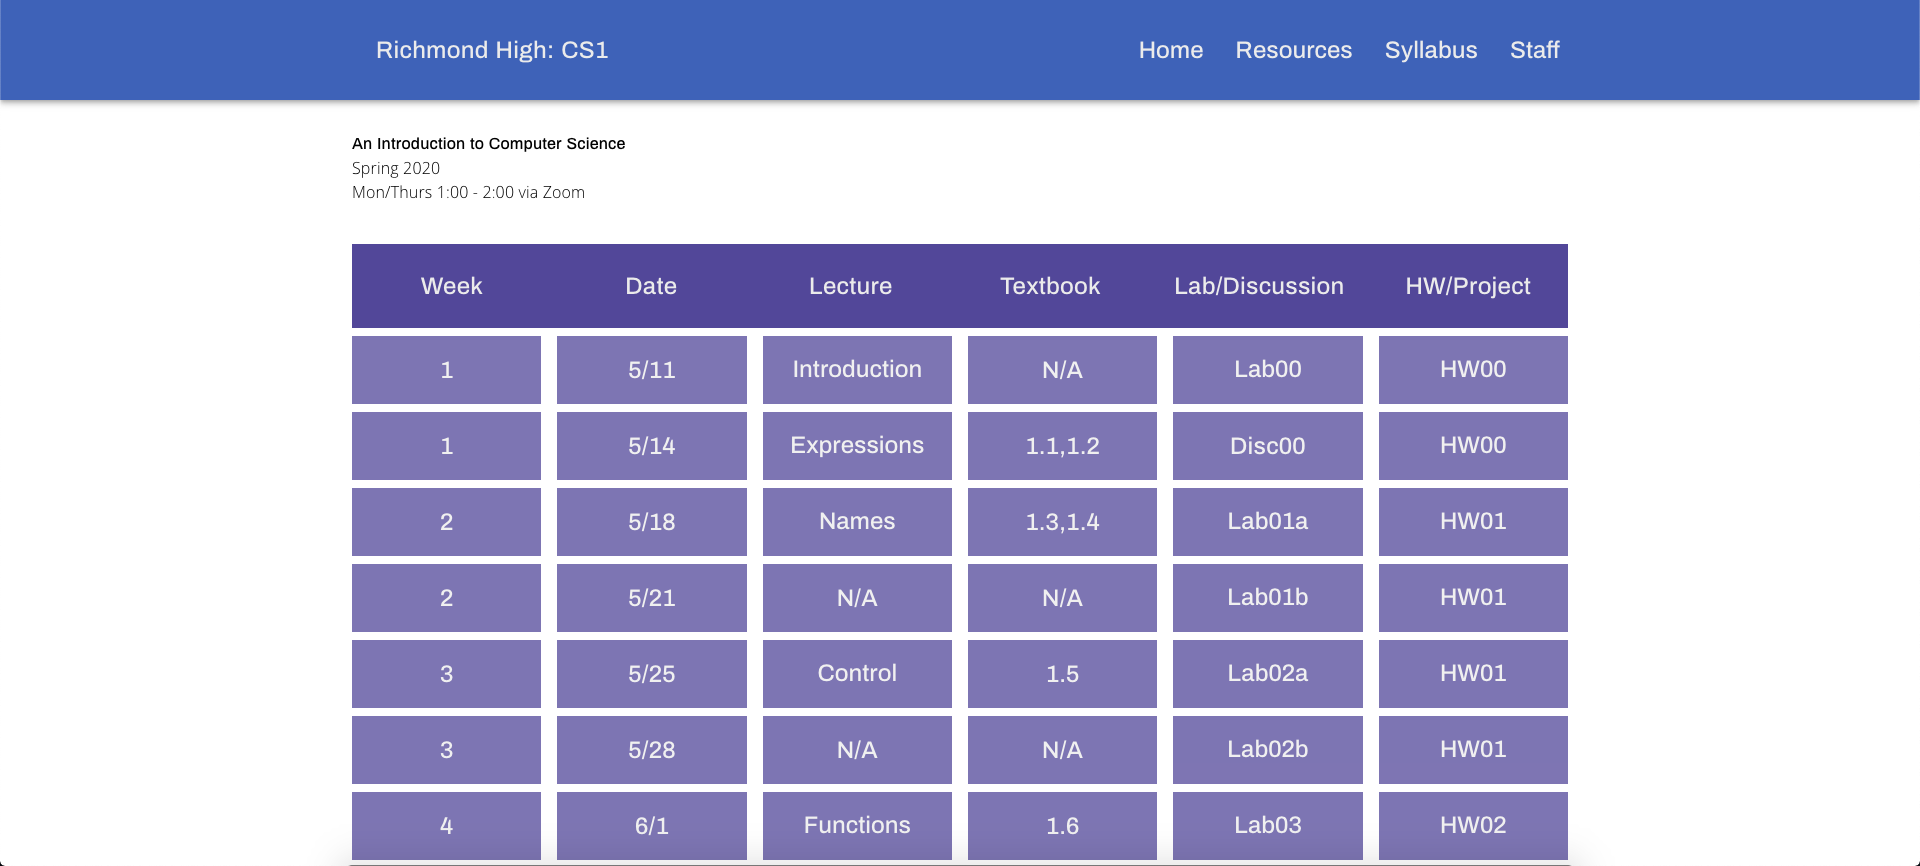 Richmond High: CS1 Home Resources Syllabus Staff
An Introduction to Computer Science
Spring 2020
Mon/Thurs 1:00 - 2:00 via Zoom
Week Date Lecture Textbook Lab/Discussion HW/Project
1 5/11 Introduction N/A Lab00 HW00
1 5/14 Expressions 1.1,1.2 Disc00 HW00
2 5/18 Names 1.3,1.4 Lab01a HW01
2 5/21 N/A N/A Lab01b HW01
3 5/25 Control 1.5 Lab02a HW01
3 5/28 N/A N/A Lab02b HW01
4 6/1 Functions 1.6 Lab03 HW02